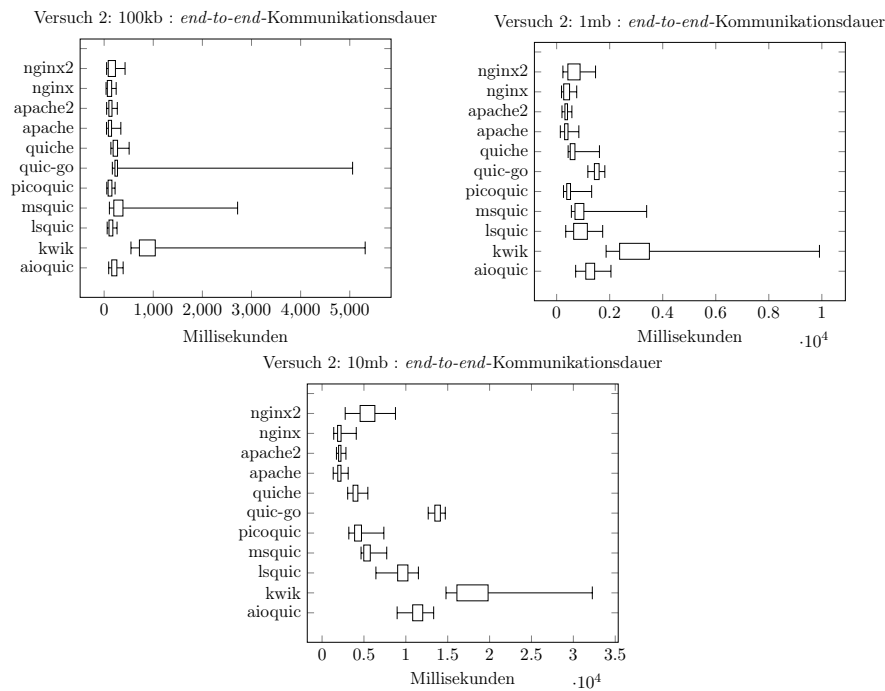 Versuch 2: 100kb : end-to-end-Kommunikationsdauer
nginx2
nginx
apache2
apache
quiche
quic-go
picoquic
msquic
lsquic
kwik
aioquic
0 1,000 2,000 3,000 4,000 5,000
Millisekunden
Versuch 2: 1mb : end-to-end-Kommunikationsdauer
nginx2
nginx
apache2
apache
quiche
quic-go
picoquic
msquic
lsquic
kwik
aioquic
0 0.2 0.4 0.6 0.8 1
Millisekunden
·10⁴
Versuch 2: 10mb : end-to-end-Kommunikationsdauer
nginx2
nginx
apache2
apache
quiche
quic-go
picoquic
msquic
lsquic
kwik
aioquic
0 0.5 1 1.5 2 2.5 3 3.5
Millisekunden
·10⁴